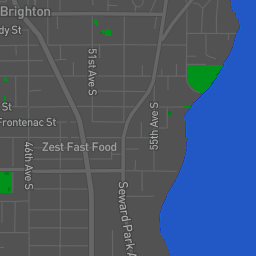 Brighton
dy St
51st Ave S
St
Frontenac St
55th Ave S
46th Ave S
Zest Fast Food
Seward Park A